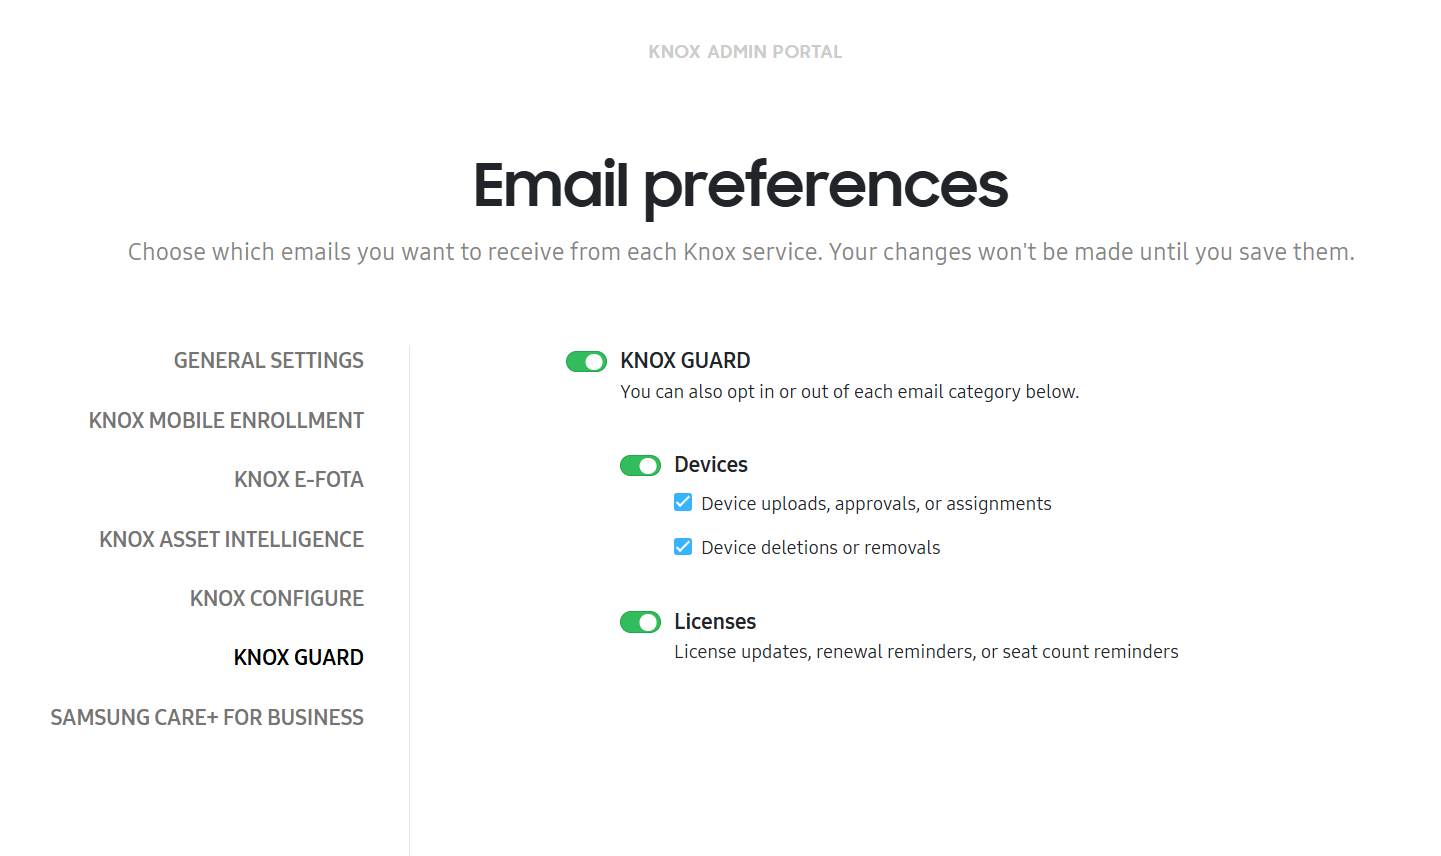 KNOX ADMIN PORTAL
Email preferences
Choose which emails you want to receive from each Knox service. Your changes won't be made until you save them.
GENERAL SETTINGS
KNOX MOBILE ENROLLMENT
KNOX E-FOTA
KNOX ASSET INTELLIGENCE
KNOX CONFIGURE
KNOX GUARD
SAMSUNG CARE+ FOR BUSINESS
KNOX GUARD
You can also opt in or out of each email category below.
Devices
Device uploads, approvals, or assignments
Device deletions or removals
Licenses
License updates, renewal reminders, or seat count reminders